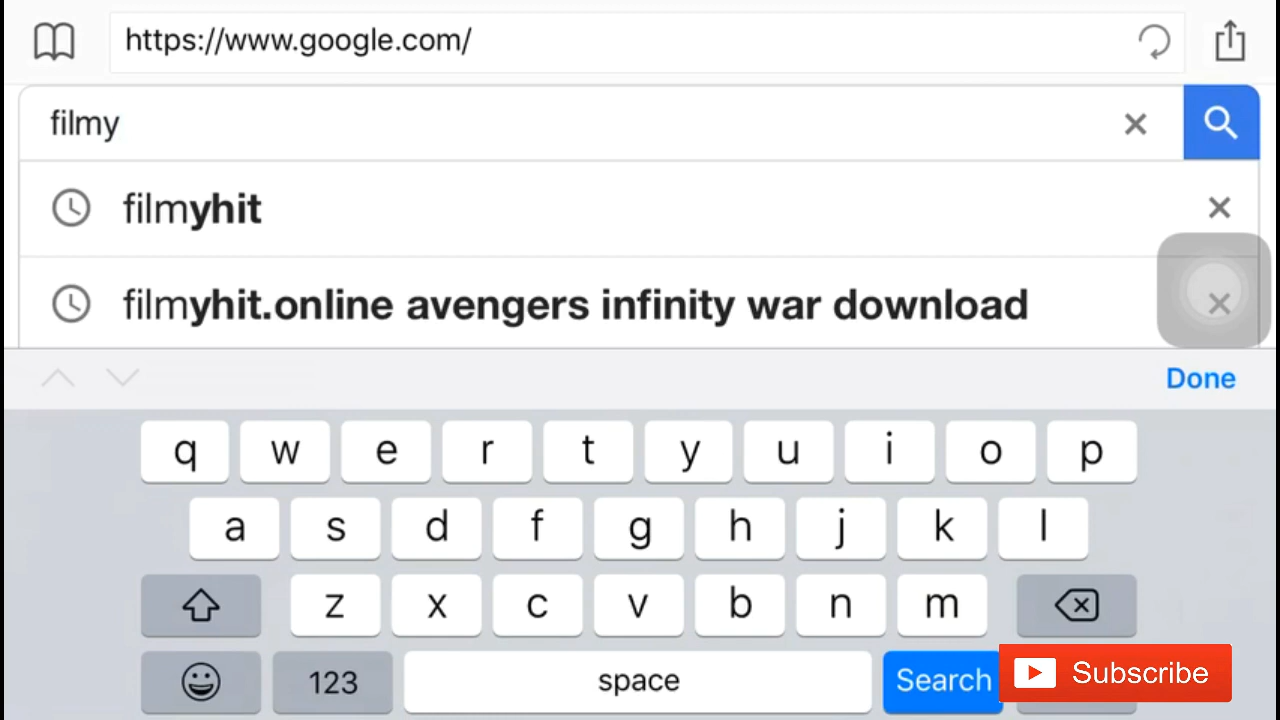 https://www.google.com/
filmy
filmyhit
filmyhit.online avengers infinity war download
Done
q w e r t y u i o p
a s d f g h j k l
z x c v b n m
123 space Search Subscribe